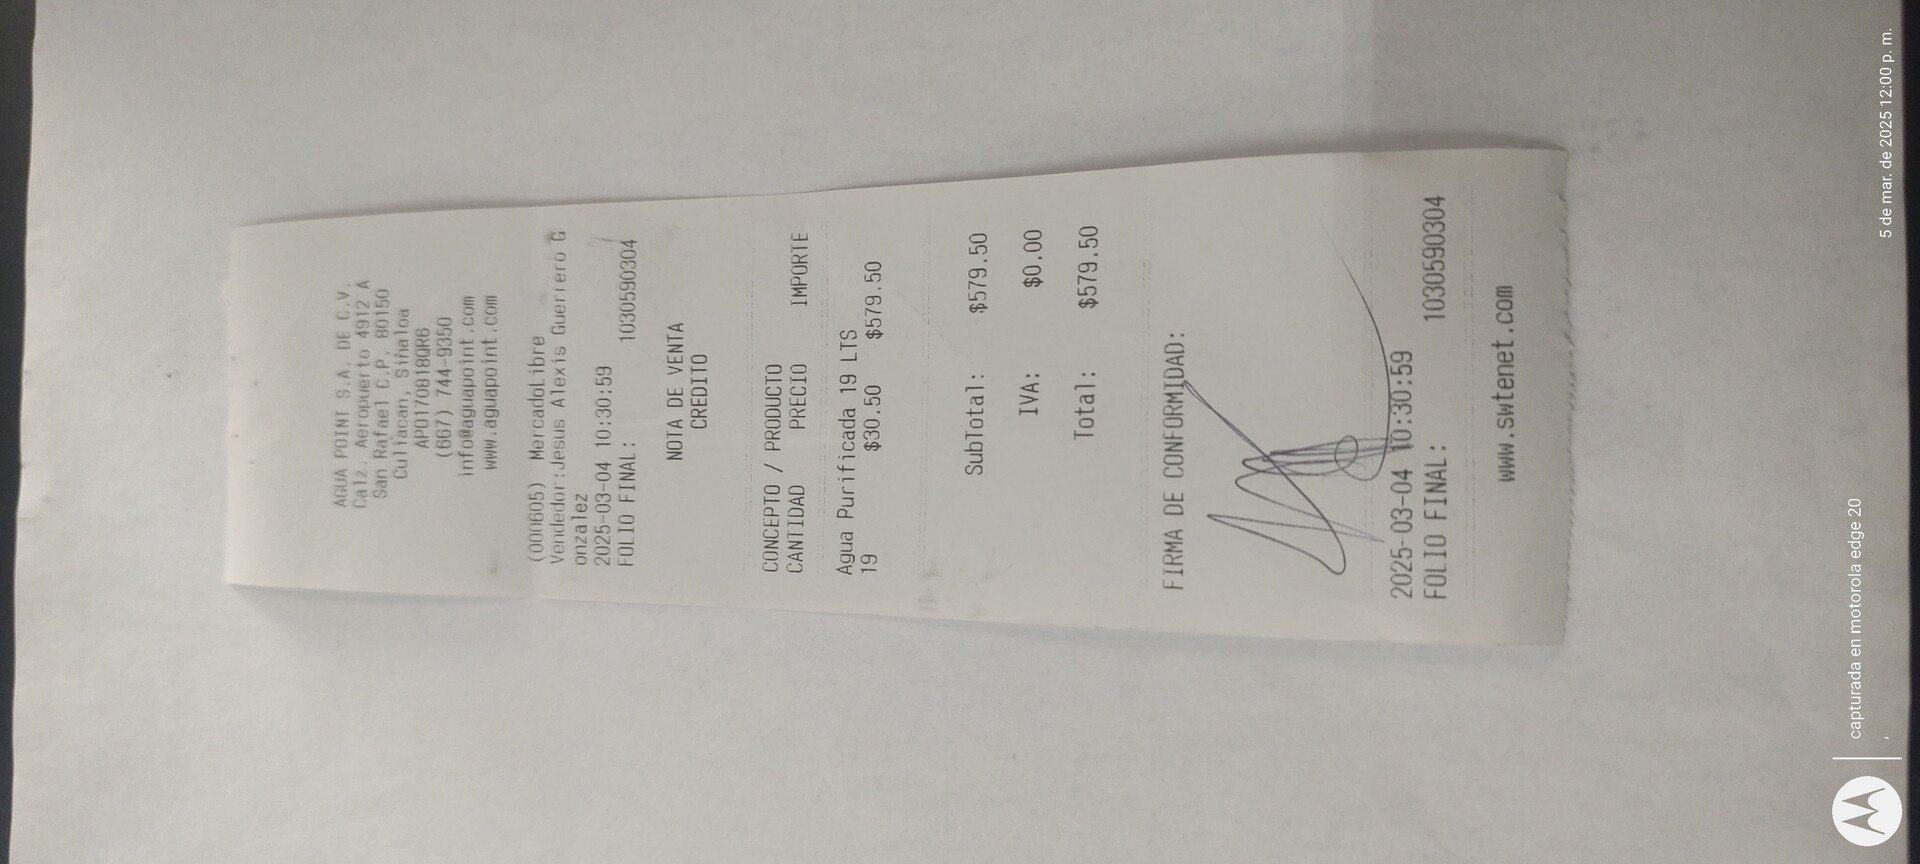 AGUA POINT S.A. DE C.V.
Calz. Aeropuerto 4912 A
San Rafael C.P. 80150
Culiacan, Sinaloa
APO170818QR6
(667) 744-9350
info@aguapoint.com
www.aguapoint.com
(000605) MercadoLibre
Vendedor:Jesus Alexis Guerrero G
onzalez
2025-03-04 10:30:59
FOLIO FINAL: 1030590304
NOTA DE VENTA
CREDITO
CONCEPTO / PRODUCTO
CANTIDAD PRECIO IMPORTE
Agua Purificada 19 LTS
19 $30.50 $579.50
SubTotal: $579.50
IVA: $0.00
Total: $579.50
FIRMA DE CONFORMIDAD:
2025-03-04 10:30:59
FOLIO FINAL: 1030590304
www.swtenet.com
capturada en motorola edge 20
5 de mar. de 2025 12:00 p. m.